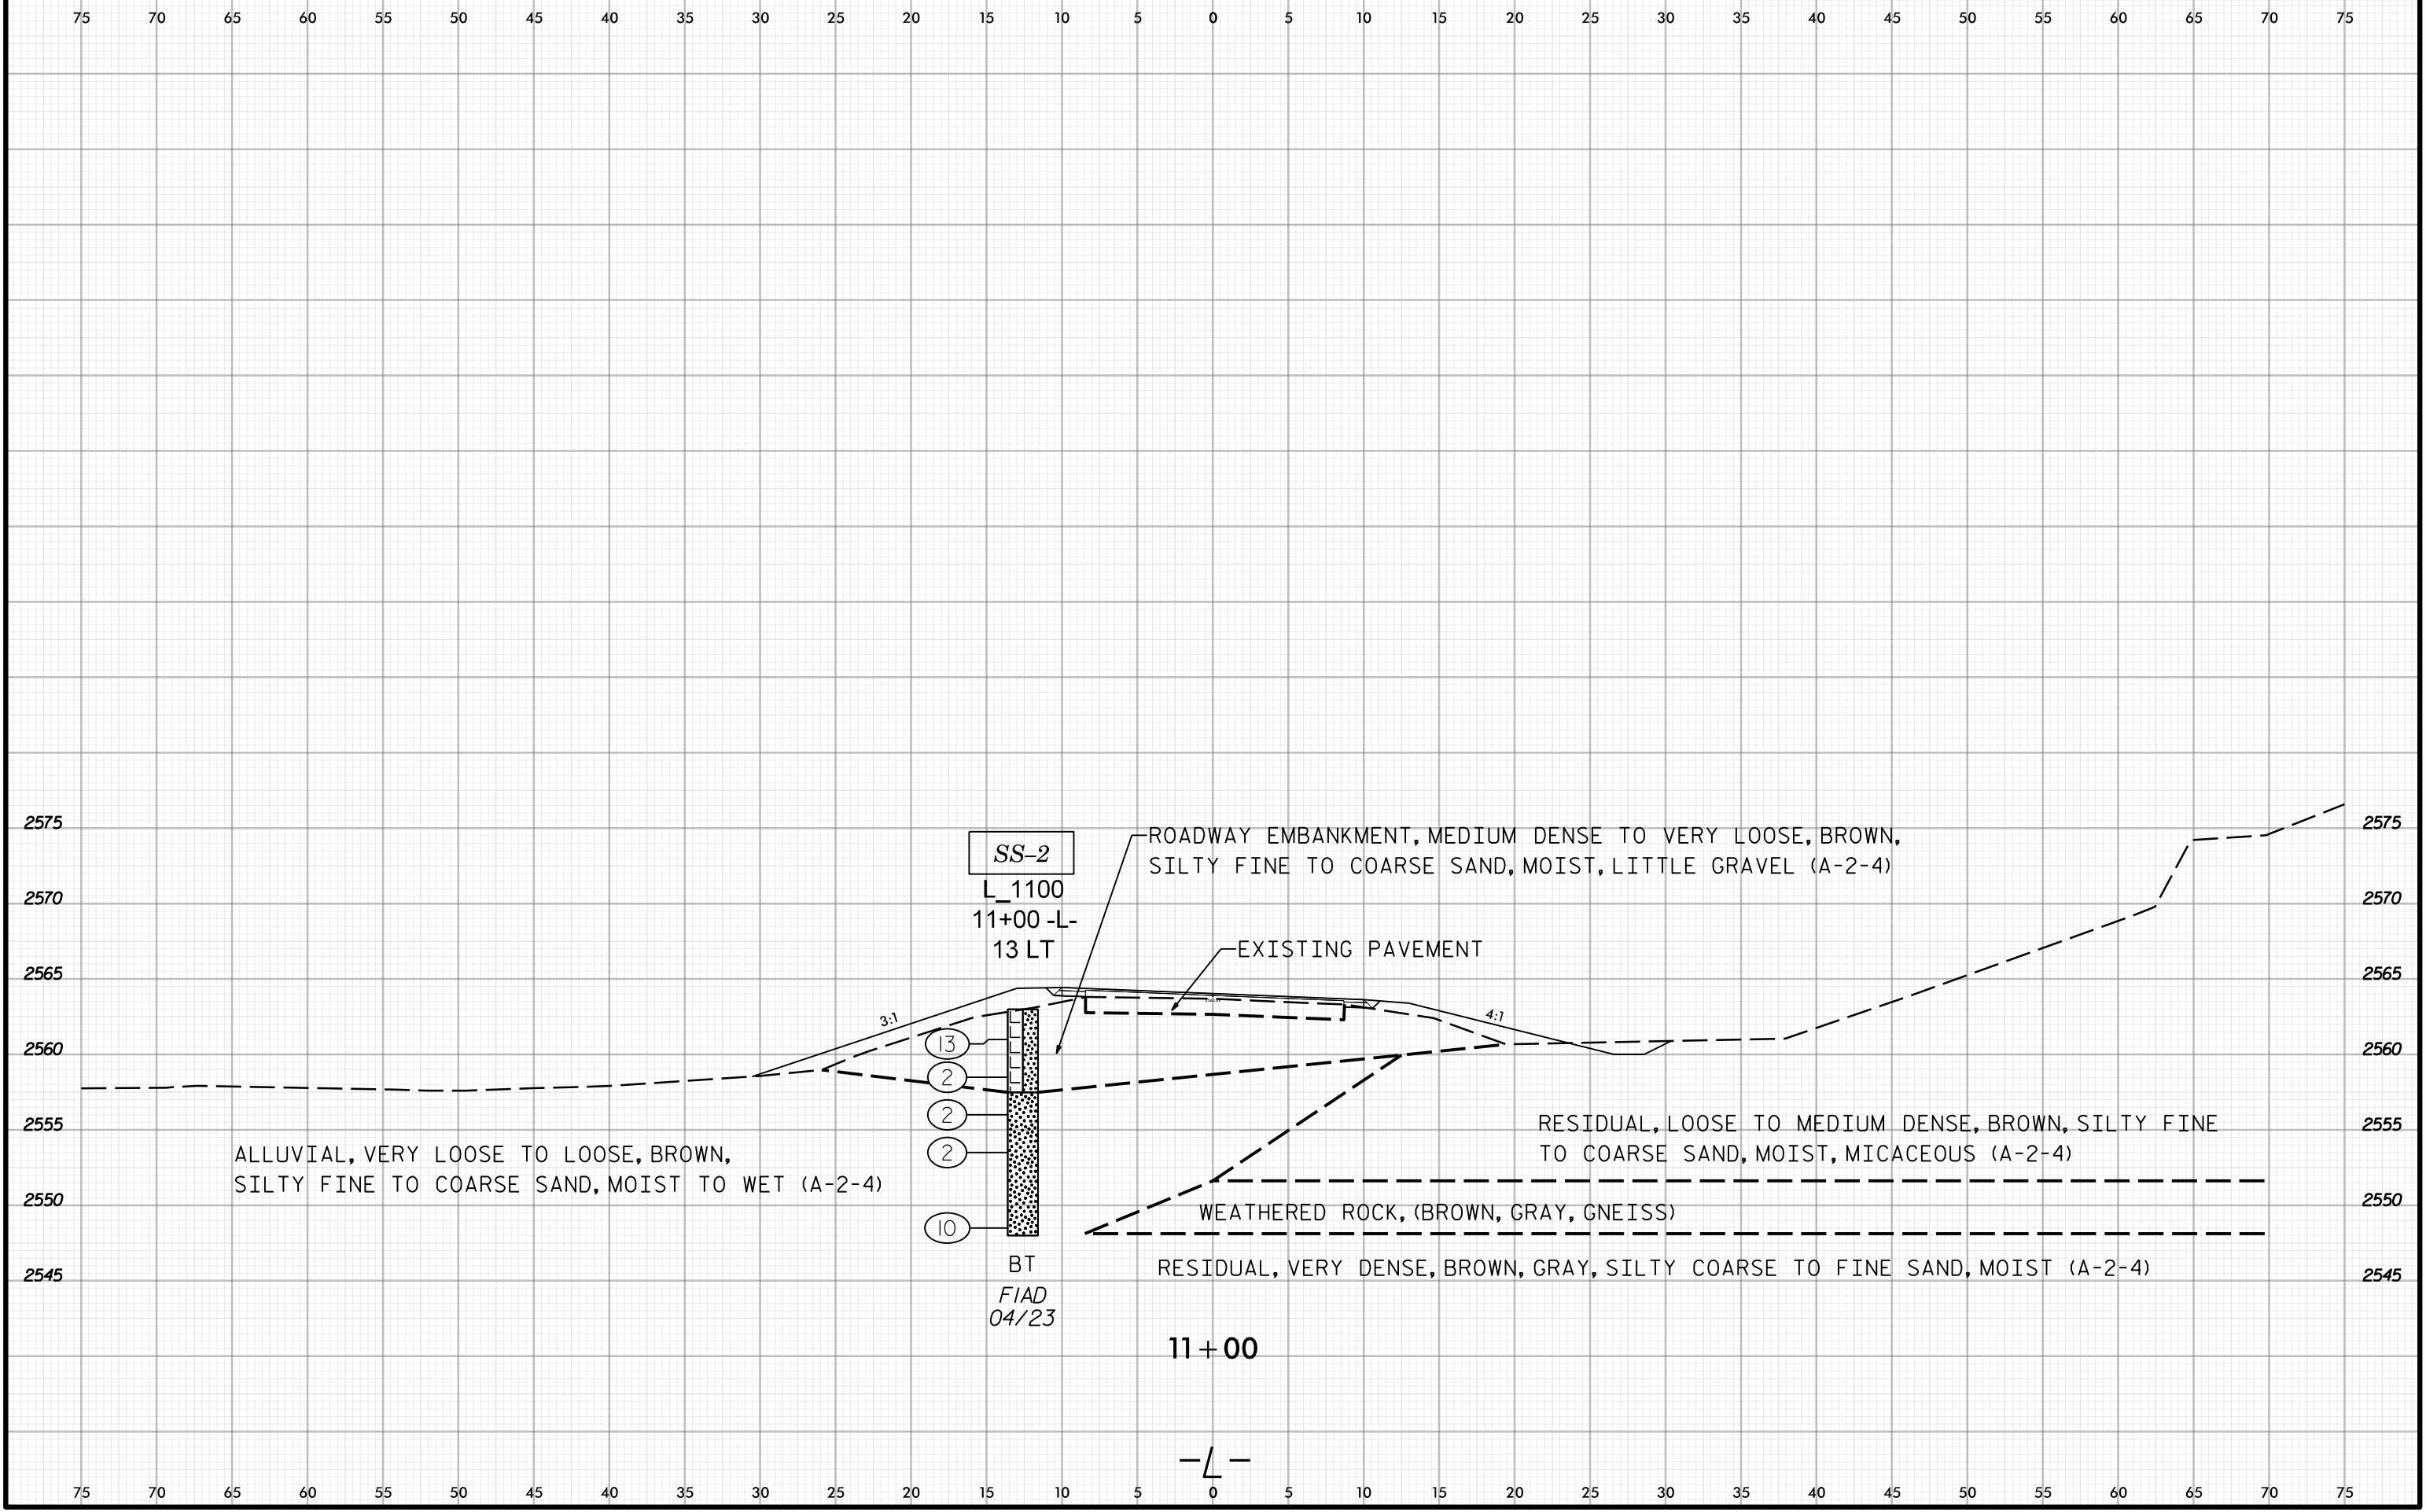 75 70 65 60 55 50 45 40 35 30 25 20 15 10 5 0 5 10 15 20 25 30 35 40 45 50 55 60 65 70 75
2575 2575
ROADWAY EMBANKMENT, MEDIUM DENSE TO VERY LOOSE, BROWN,
SILTY FINE TO COARSE SAND, MOIST, LITTLE GRAVEL (A-2-4)
SS-2
L_1100
11+00 -L-
13 LT
2570 2570
EXISTING PAVEMENT
2565 2565
3:1
4:1
13
2560 2560
2
2
2555 2555
RESIDUAL, LOOSE TO MEDIUM DENSE, BROWN, SILTY FINE
TO COARSE SAND, MOIST, MICACEOUS (A-2-4)
2
ALLUVIAL, VERY LOOSE TO LOOSE, BROWN,
SILTY FINE TO COARSE SAND, MOIST TO WET (A-2-4)
2550 2550
WEATHERED ROCK, (BROWN, GRAY, GNEISS)
10
BT
RESIDUAL, VERY DENSE, BROWN, GRAY, SILTY COARSE TO FINE SAND, MOIST (A-2-4)
2545 2545
FIAD
04/23
11+00
-L-
75 70 65 60 55 50 45 40 35 30 25 20 15 10 5 0 5 10 15 20 25 30 35 40 45 50 55 60 65 70 75